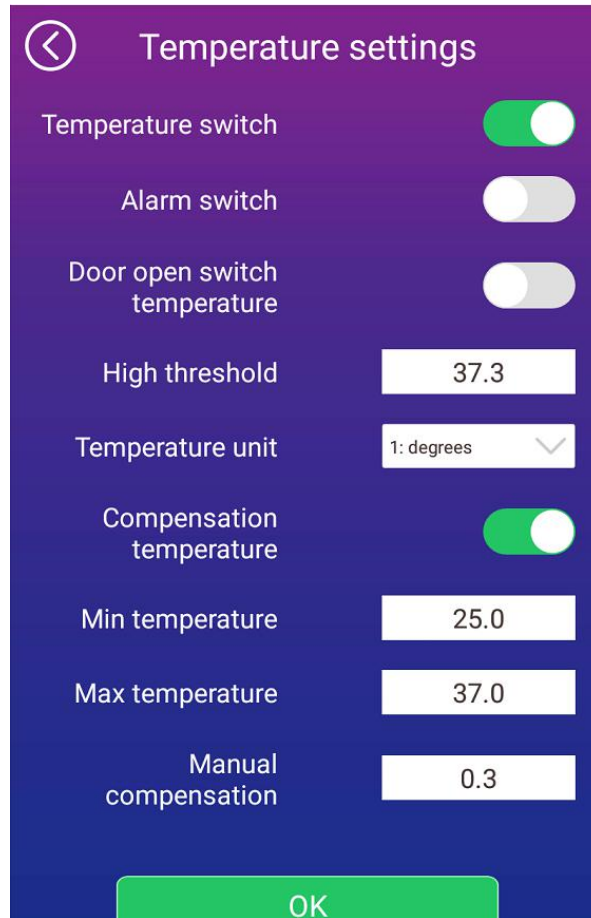 Temperature settings
Temperature switch
Alarm switch
Door open switch
temperature
High threshold
37.3
Temperature unit
1: degrees
Compensation
temperature
Min temperature
25.0
Max temperature
37.0
Manual
compensation
0.3
OK